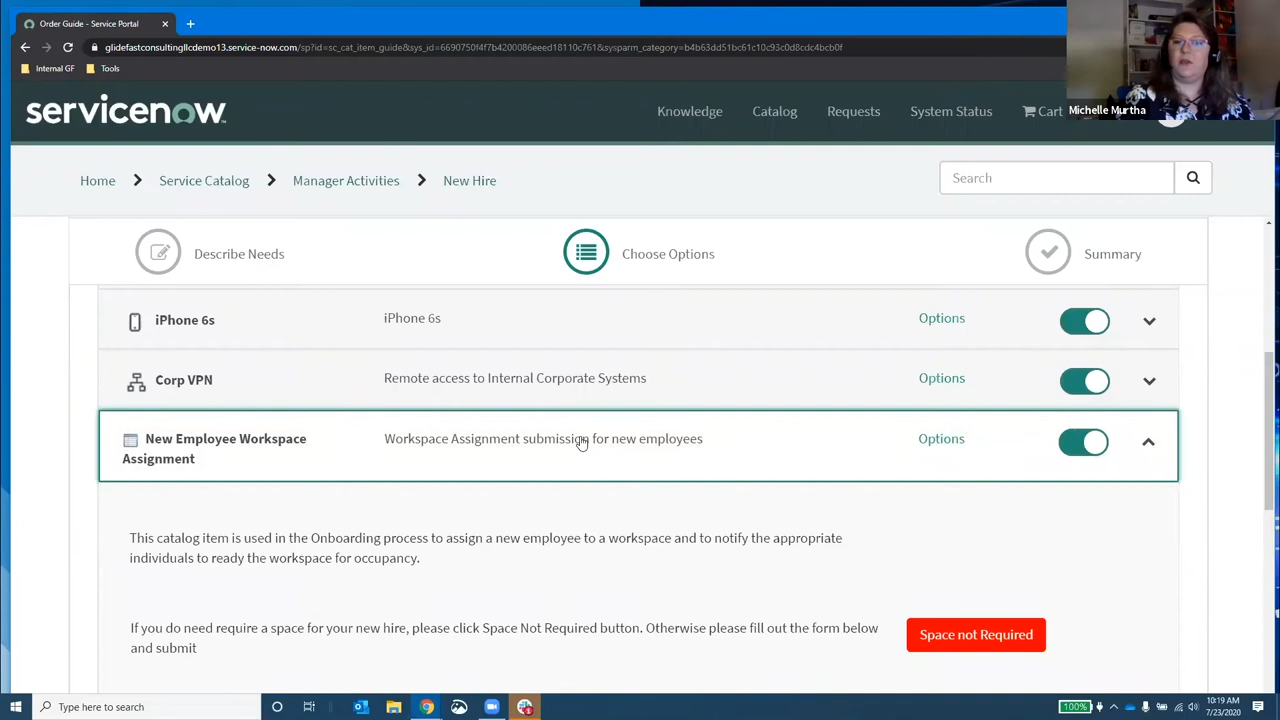 Order Guide - Service Portal
glidefastconsultingllcdemo13.service-now.com/sp?id=sc_cat_item_guide&sys_id=6690750f4f7b4200086eeed18110c761&sysparm_category=b4b63dd51bc61c10c93c0d8cdc4bcb0f
Internal GF
Tools
Michelle Murtha
servicenow
Knowledge
Catalog
Requests
System Status
Cart
Home
Service Catalog
Manager Activities
New Hire
Search
Describe Needs
Choose Options
Summary
iPhone 6s
iPhone 6s
Options
Corp VPN
Remote access to Internal Corporate Systems
Options
New Employee Workspace
Assignment
Workspace Assignment submission for new employees
Options
This catalog item is used in the Onboarding process to assign a new employee to a workspace and to notify the appropriate
individuals to ready the workspace for occupancy.
If you do need require a space for your new hire, please click Space Not Required button. Otherwise please fill out the form below
and submit
Space not Required
Type here to search
100%
10:19 AM
7/23/2020